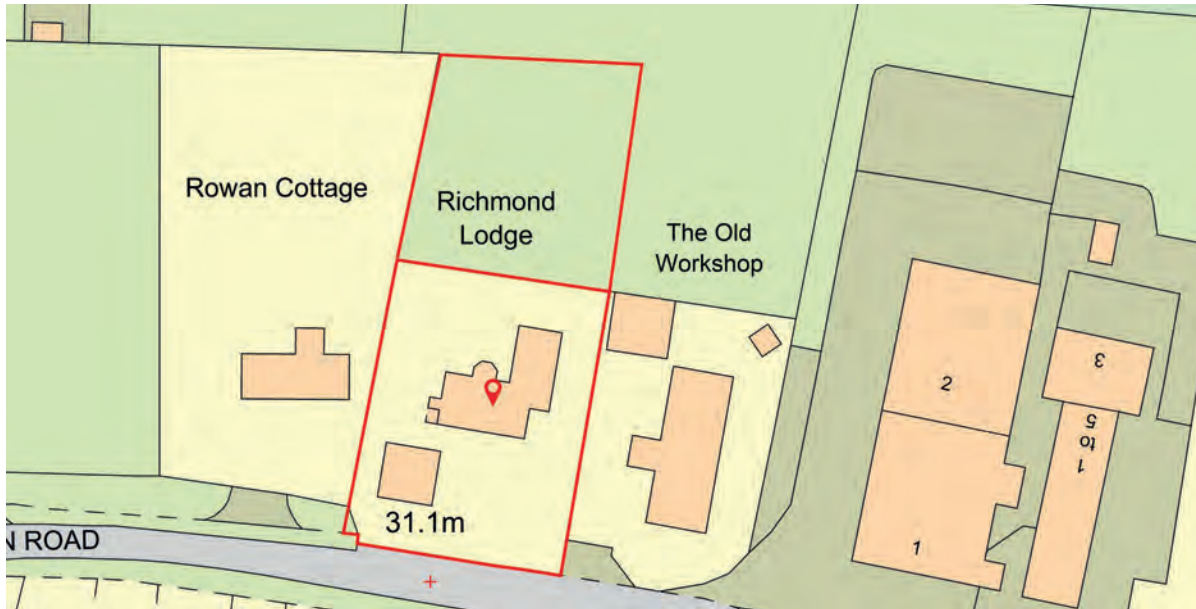 Rowan Cottage
Richmond
Lodge
The Old
Workshop
2
3
1 to 5
1
31.1m
N ROAD